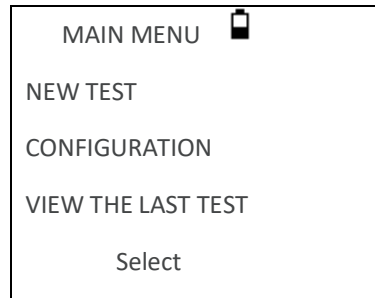 MAIN MENU
NEW TEST
CONFIGURATION
VIEW THE LAST TEST
Select